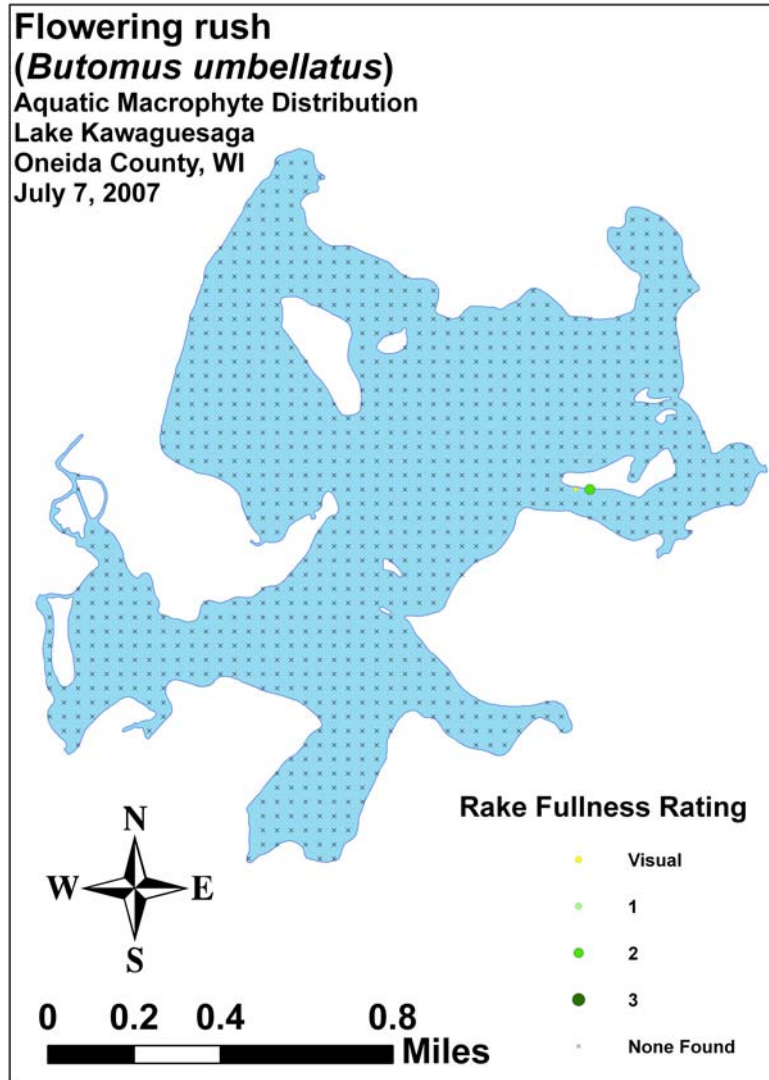 Flowering rush
(Butomus umbellatus)
Aquatic Macrophyte Distribution
Lake Kawaguesaga
Oneida County, WI
July 7, 2007
Rake Fullness Rating
Visual
1
2
3
None Found
N
W E
S
0 0.2 0.4 0.8
Miles